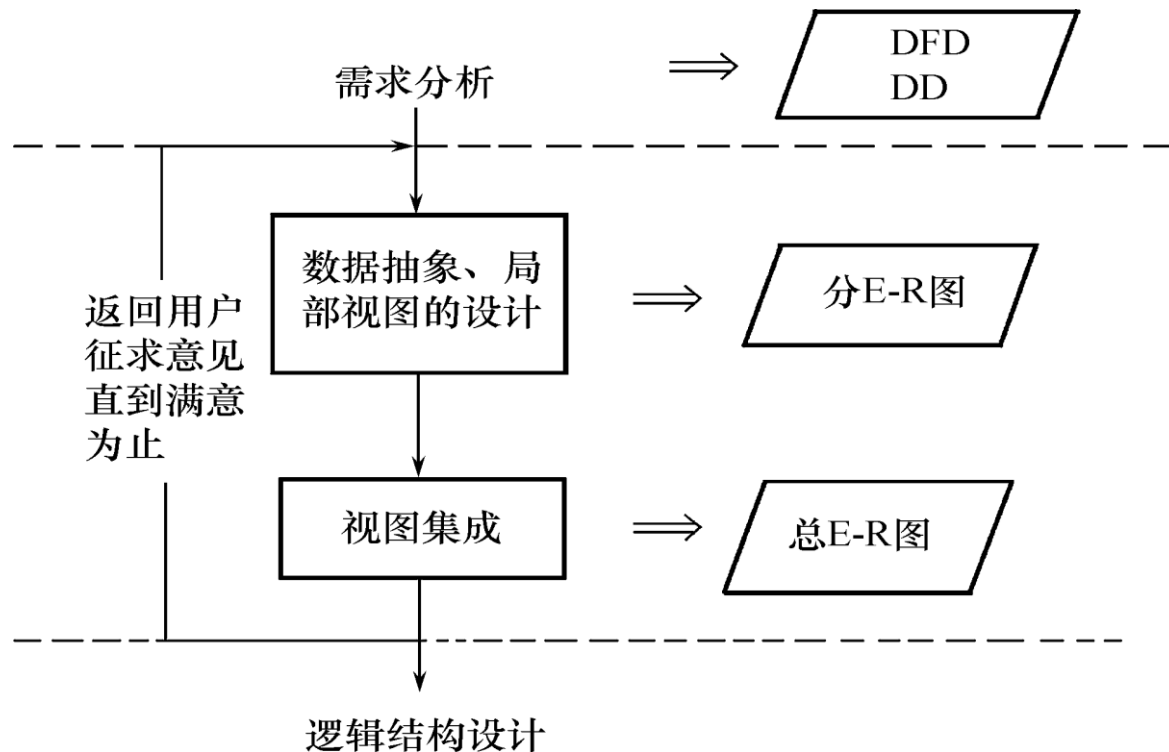 DFD
DD
需求分析
数据抽象、局
部视图的设计
分E-R图
返回用户
征求意见
直到满意
为止
视图集成
总E-R图
逻辑结构设计